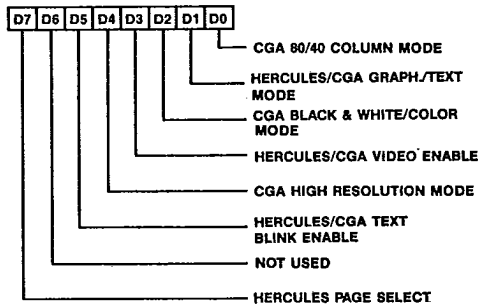 D7 D6 D5 D4 D3 D2 D1 D0
CGA 80/40 COLUMN MODE
HERCULES/CGA GRAPH./TEXT
MODE
CGA BLACK & WHITE/COLOR
MODE
HERCULES/CGA VIDEO ENABLE
CGA HIGH RESOLUTION MODE
HERCULES/CGA TEXT
BLINK ENABLE
NOT USED
HERCULES PAGE SELECT